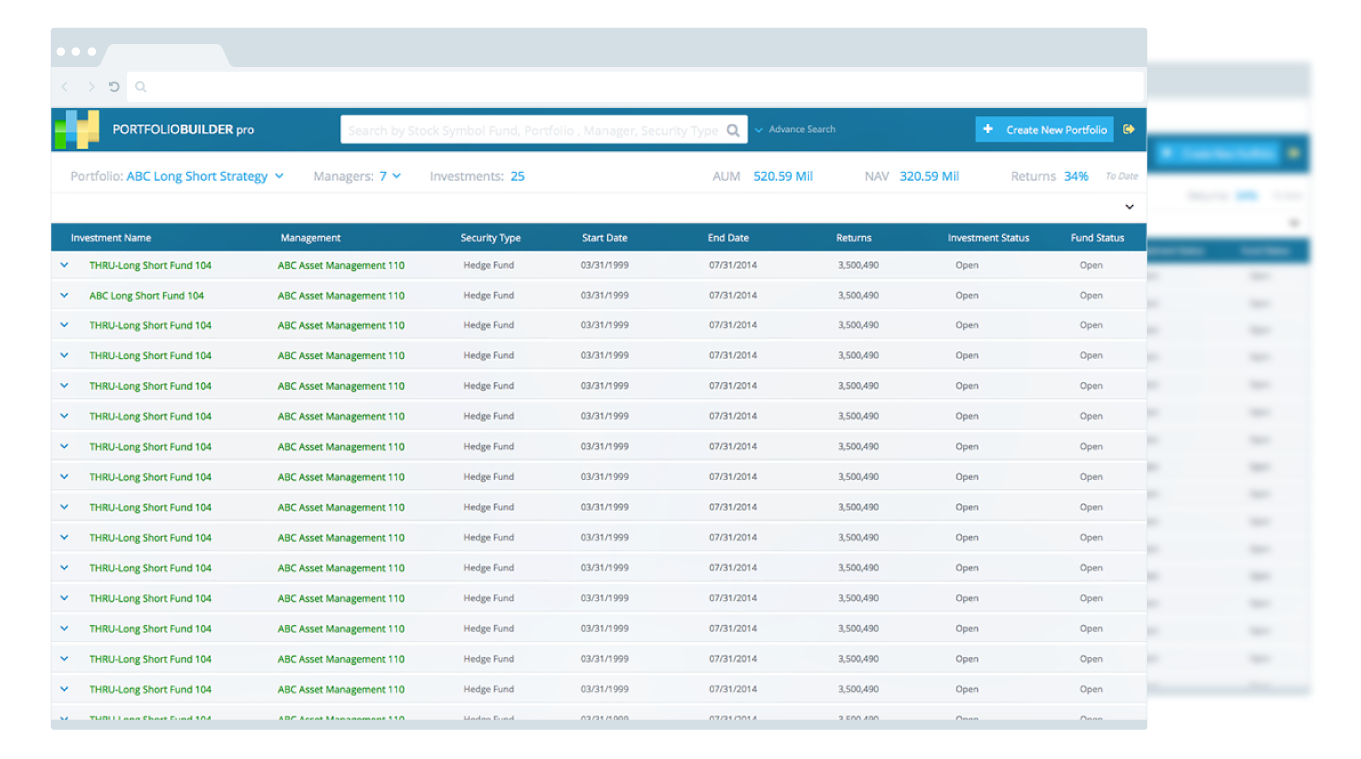 PORTFOLIOBUILDER pro Search by Stock Symbol Fund, Portfolio , Manager, Security Type Advance Search + Create New Portfolio
Portfolio: ABC Long Short Strategy Managers: 7 Investments: 25 AUM 520.59 Mil NAV 320.59 Mil Returns 34% To Date
Investment Name Management Security Type Start Date End Date Returns Investment Status Fund Status
THRU-Long Short Fund 104 ABC Asset Management 110 Hedge Fund 03/31/1999 07/31/2014 3,500,490 Open Open
ABC Long Short Fund 104 ABC Asset Management 110 Hedge Fund 03/31/1999 07/31/2014 3,500,490 Open Open
THRU-Long Short Fund 104 ABC Asset Management 110 Hedge Fund 03/31/1999 07/31/2014 3,500,490 Open Open
THRU-Long Short Fund 104 ABC Asset Management 110 Hedge Fund 03/31/1999 07/31/2014 3,500,490 Open Open
THRU-Long Short Fund 104 ABC Asset Management 110 Hedge Fund 03/31/1999 07/31/2014 3,500,490 Open Open
THRU-Long Short Fund 104 ABC Asset Management 110 Hedge Fund 03/31/1999 07/31/2014 3,500,490 Open Open
THRU-Long Short Fund 104 ABC Asset Management 110 Hedge Fund 03/31/1999 07/31/2014 3,500,490 Open Open
THRU-Long Short Fund 104 ABC Asset Management 110 Hedge Fund 03/31/1999 07/31/2014 3,500,490 Open Open
THRU-Long Short Fund 104 ABC Asset Management 110 Hedge Fund 03/31/1999 07/31/2014 3,500,490 Open Open
THRU-Long Short Fund 104 ABC Asset Management 110 Hedge Fund 03/31/1999 07/31/2014 3,500,490 Open Open
THRU-Long Short Fund 104 ABC Asset Management 110 Hedge Fund 03/31/1999 07/31/2014 3,500,490 Open Open
THRU-Long Short Fund 104 ABC Asset Management 110 Hedge Fund 03/31/1999 07/31/2014 3,500,490 Open Open
THRU-Long Short Fund 104 ABC Asset Management 110 Hedge Fund 03/31/1999 07/31/2014 3,500,490 Open Open
THRU-Long Short Fund 104 ABC Asset Management 110 Hedge Fund 03/31/1999 07/31/2014 3,500,490 Open Open
THRU-Long Short Fund 104 ABC Asset Management 110 Hedge Fund 03/31/1999 07/31/2014 3,500,490 Open Open
THRU-Long Short Fund 104 ABC Asset Management 110 Hedge Fund 03/31/1999 07/31/2014 3,500,490 Open Open